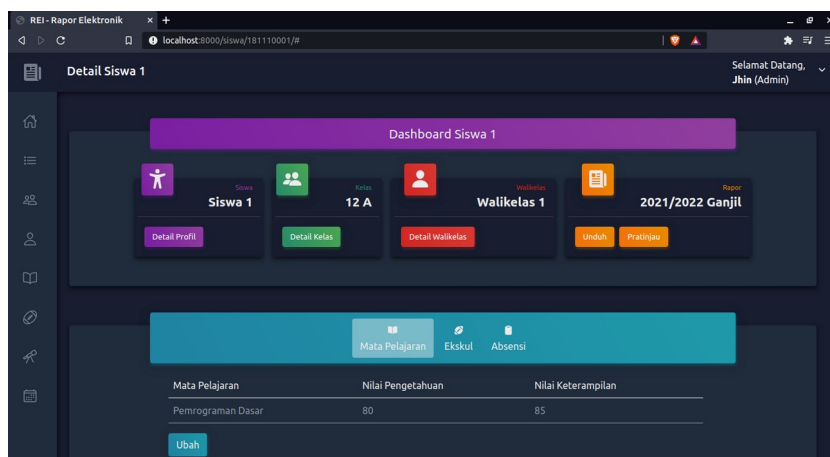 REI - Rapor Elektronik
localhost:8000/siswa/181110001/#
Detail Siswa 1
Selamat Datang,
Jhin (Admin)
Dashboard Siswa 1
Siswa
Siswa 1
Detail Profil
Kelas
12 A
Detail Kelas
Walikelas
Walikelas 1
Detail Walikelas
Rapor
2021/2022 Ganjil
Unduh Pratinjau
Mata Pelajaran Ekskul Absensi
Mata Pelajaran Nilai Pengetahuan Nilai Keterampilan
Pemrograman Dasar 80 85
Ubah